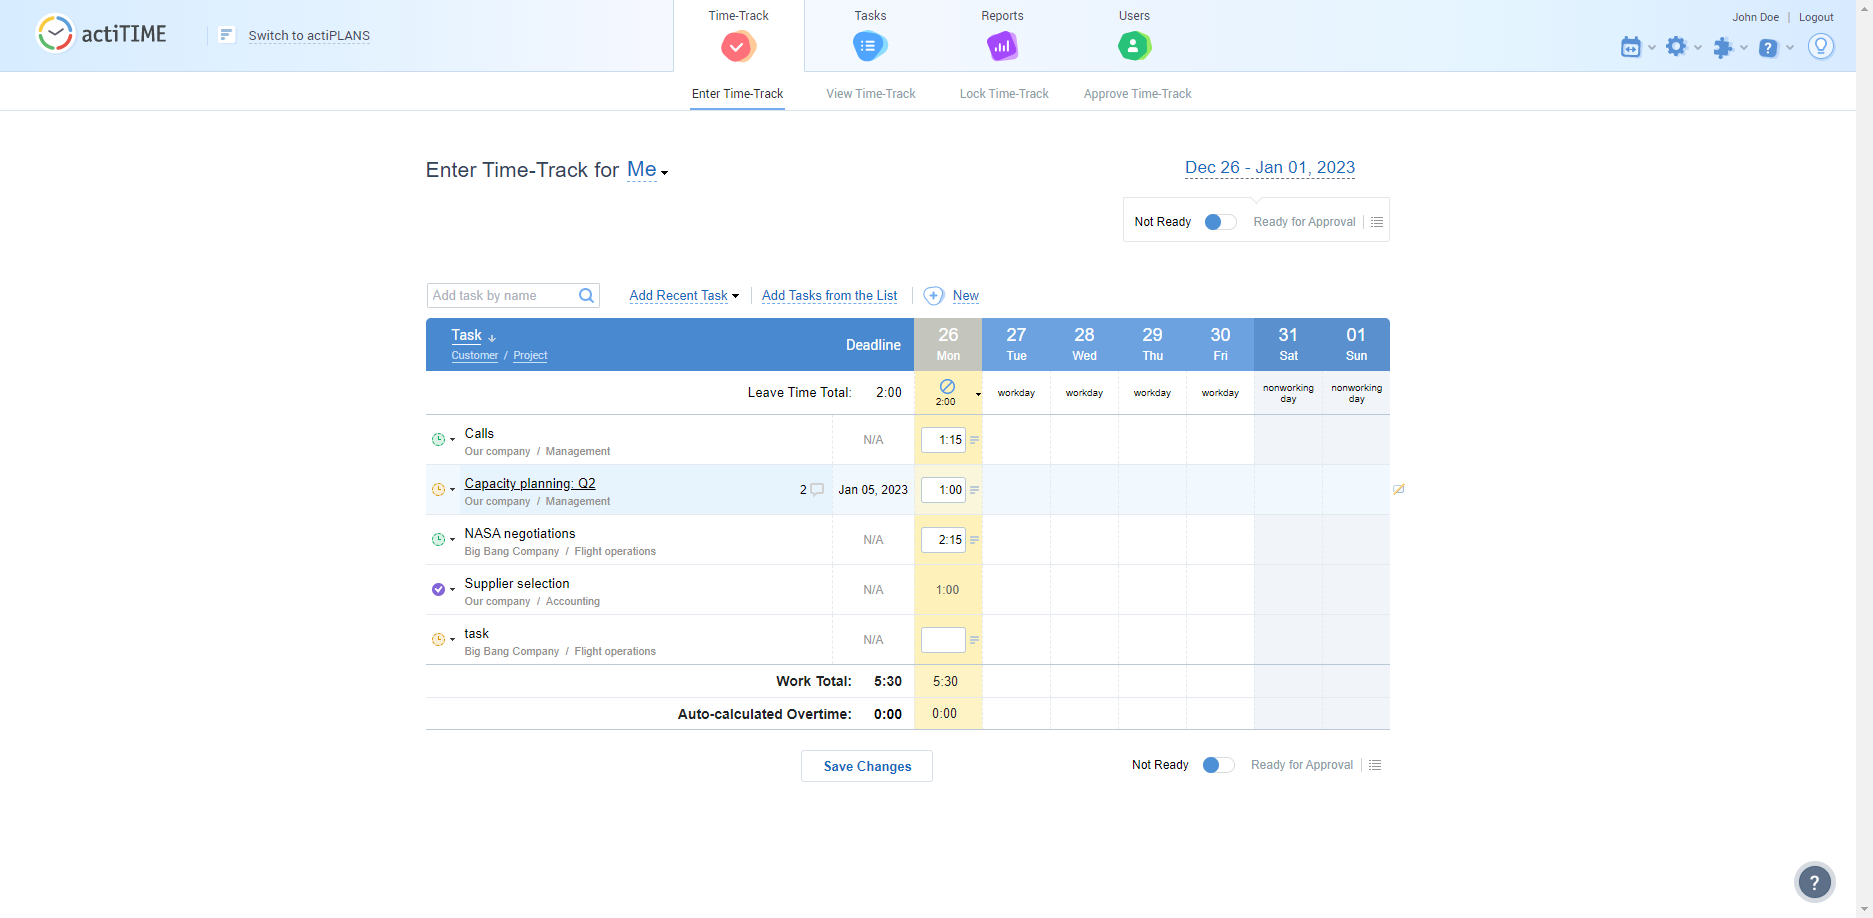 actiTIME
Switch to actiPLANS
Time-Track
Tasks
Reports
Users
John Doe | Logout
Enter Time-Track
View Time-Track
Lock Time-Track
Approve Time-Track
Enter Time-Track for Me
Dec 26 - Jan 01, 2023
Not Ready
Ready for Approval
Add task by name
Add Recent Task
Add Tasks from the List
New
Task
Customer / Project
Deadline
26 Mon
27 Tue
28 Wed
29 Thu
30 Fri
31 Sat
01 Sun
Leave Time Total: 2:00
2:00
workday
workday
workday
workday
nonworking day
nonworking day
Calls
Our company / Management
N/A
1:15
Capacity planning: Q2
Our company / Management
2
Jan 05, 2023
1:00
NASA negotiations
Big Bang Company / Flight operations
N/A
2:15
Supplier selection
Our company / Accounting
N/A
1:00
task
Big Bang Company / Flight operations
N/A
Work Total: 5:30 5:30
Auto-calculated Overtime: 0:00 0:00
Save Changes
Not Ready
Ready for Approval
?